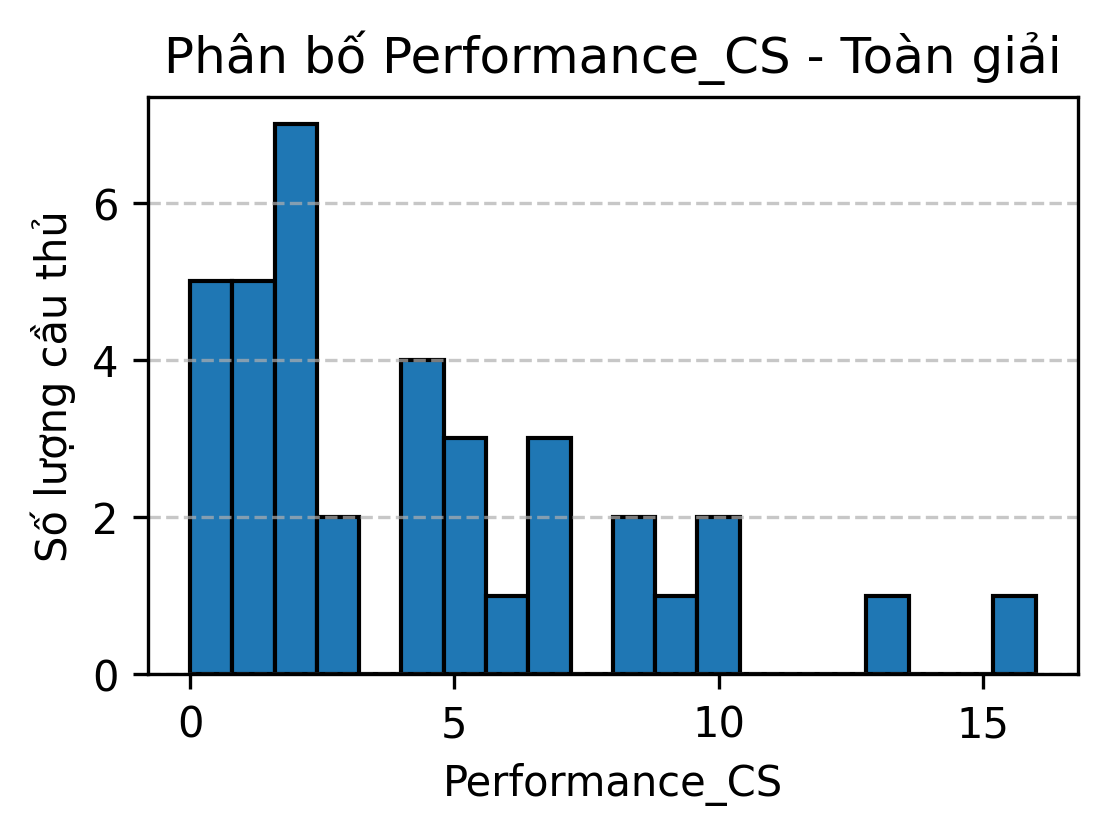 Phân bố Performance_CS - Toàn giải
Số lượng cầu thủ
6
4
2
0
0 5 10 15
Performance_CS